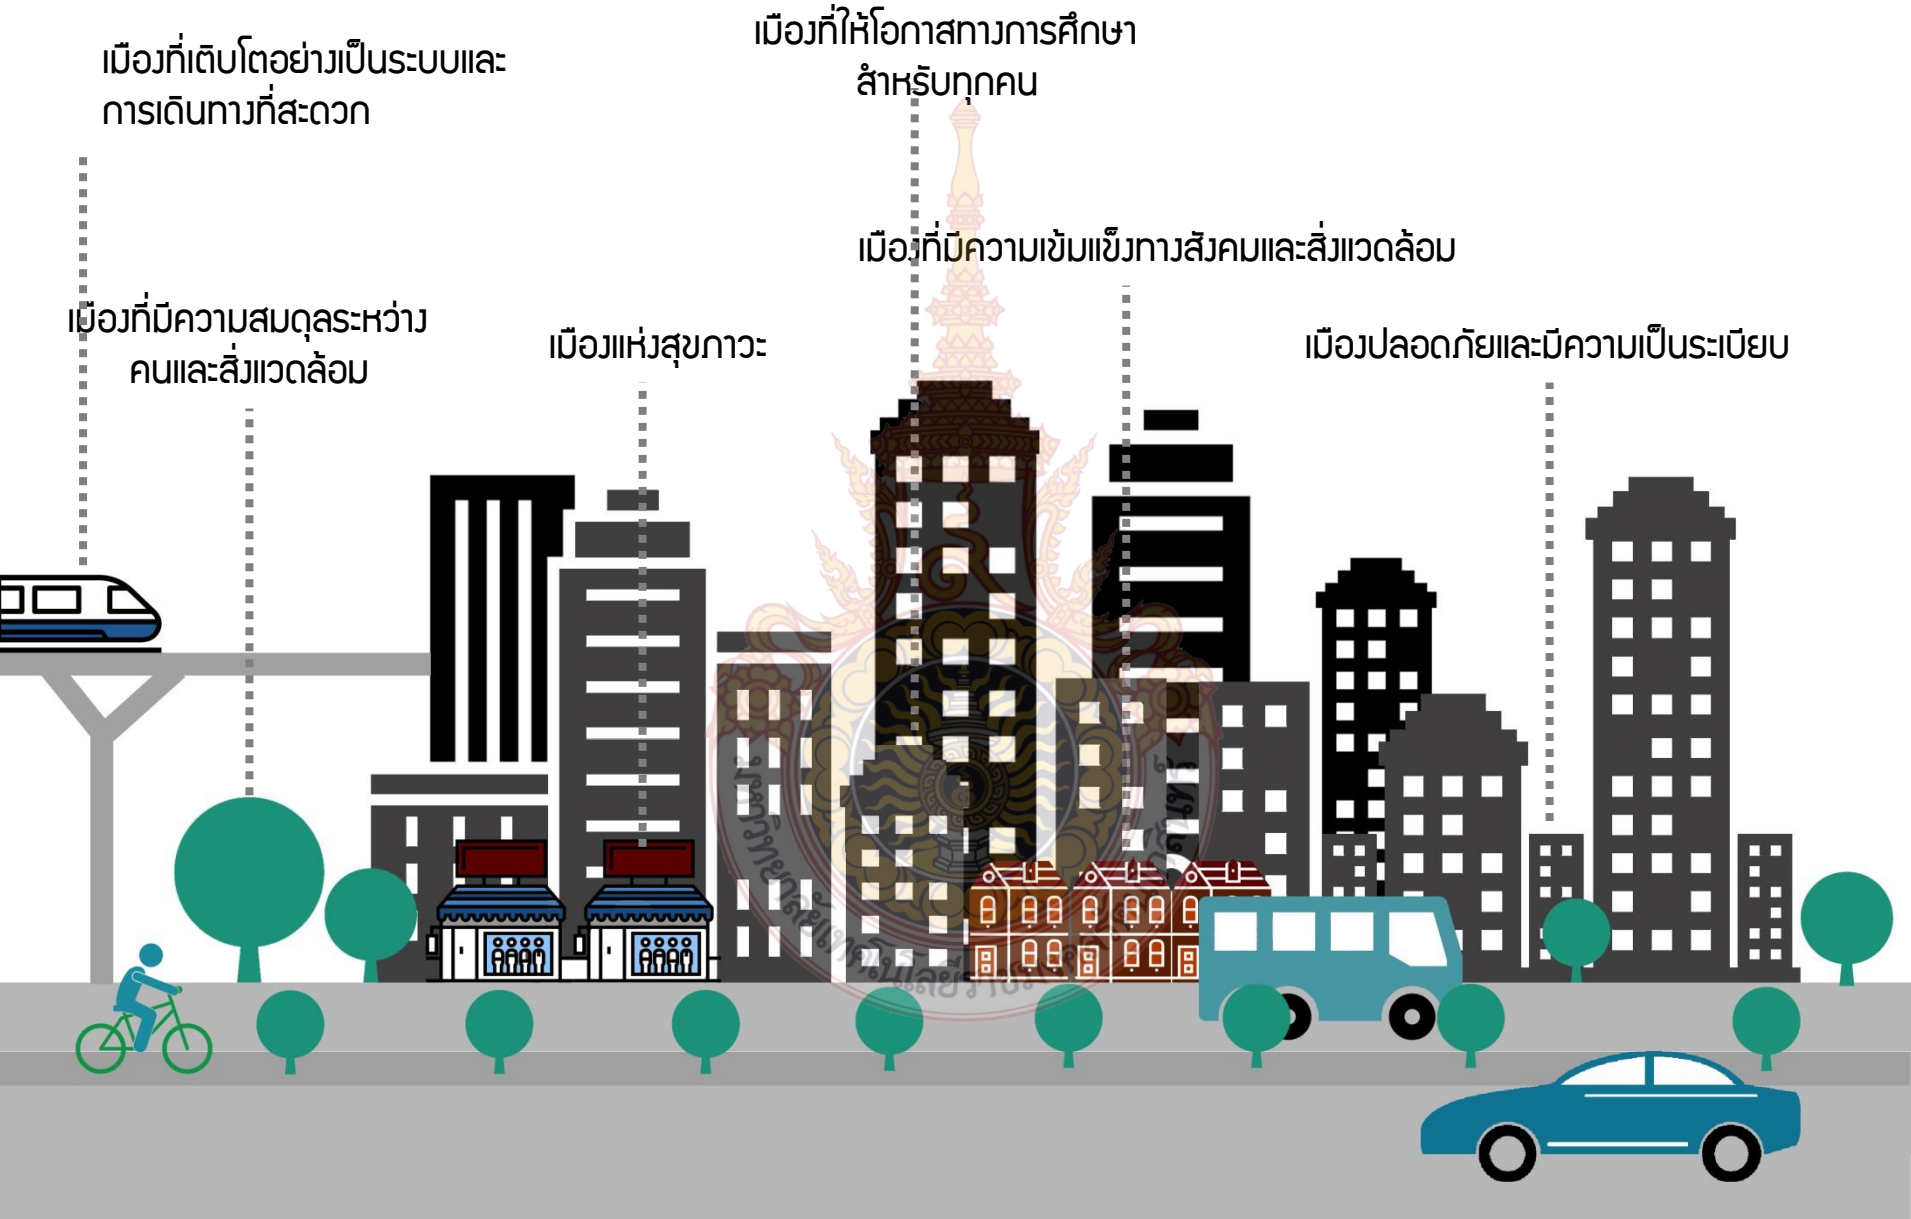 เมืองที่ให้โอกาสทางการศึกษา
สำหรับทุกคน
เมืองที่เติบโตอย่างเป็นระบบและ
การเดินทางที่สะดวก
เมืองที่มีความเข้มแข็งทางสังคมและสิ่งแวดล้อม
เมืองที่มีความสมดุลระหว่าง
คนและสิ่งแวดล้อม
เมืองแห่งสุขภาวะ
เมืองปลอดภัยและมีความเป็นระเบียบ